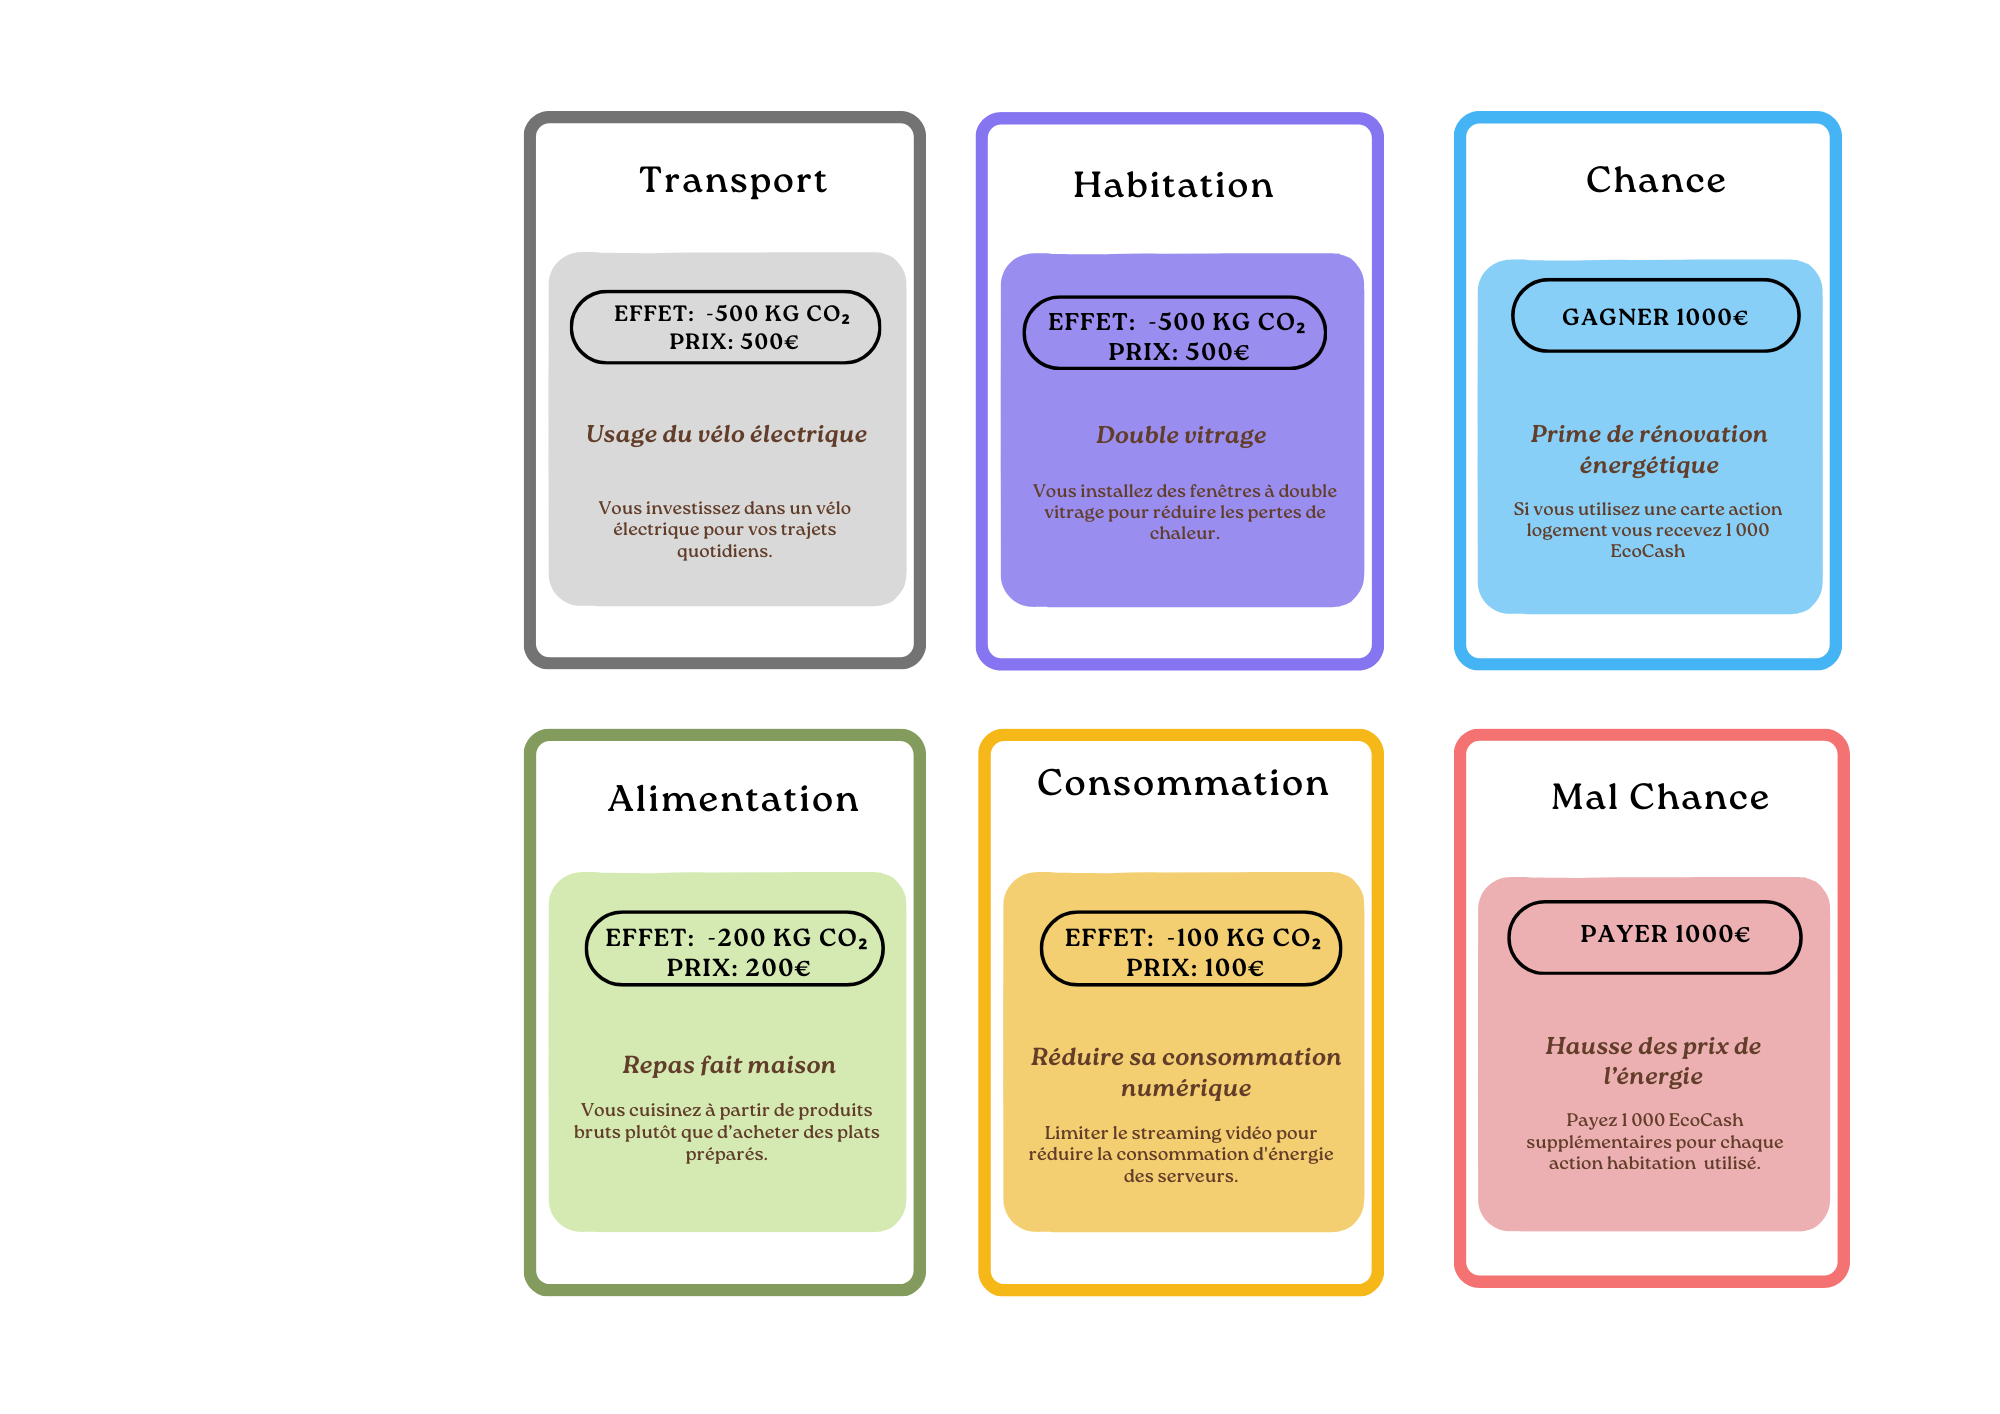 Transport
EFFET:  -500 KG CO₂
PRIX: 500€
Usage du vélo électrique
Vous investissez dans un vélo
électrique pour vos trajets
quotidiens.
Habitation
EFFET:  -500 KG CO₂
PRIX: 500€
Double vitrage
Vous installez des fenêtres à double
vitrage pour réduire les pertes de
chaleur.
Chance
GAGNER 1000€
Prime de rénovation
énergétique
Si vous utilisez une carte action
logement vous recevez 1 000
EcoCash
Alimentation
EFFET:  -200 KG CO₂
PRIX: 200€
Repas fait maison
Vous cuisinez à partir de produits
bruts plutôt que d’acheter des plats
préparés.
Consommation
EFFET:  -100 KG CO₂
PRIX: 100€
Réduire sa consommation
numérique
Limiter le streaming vidéo pour
réduire la consommation d'énergie
des serveurs.
Mal Chance
PAYER 1000€
Hausse des prix de
l’énergie
Payez 1 000 EcoCash
supplémentaires pour chaque
action habitation  utilisé.